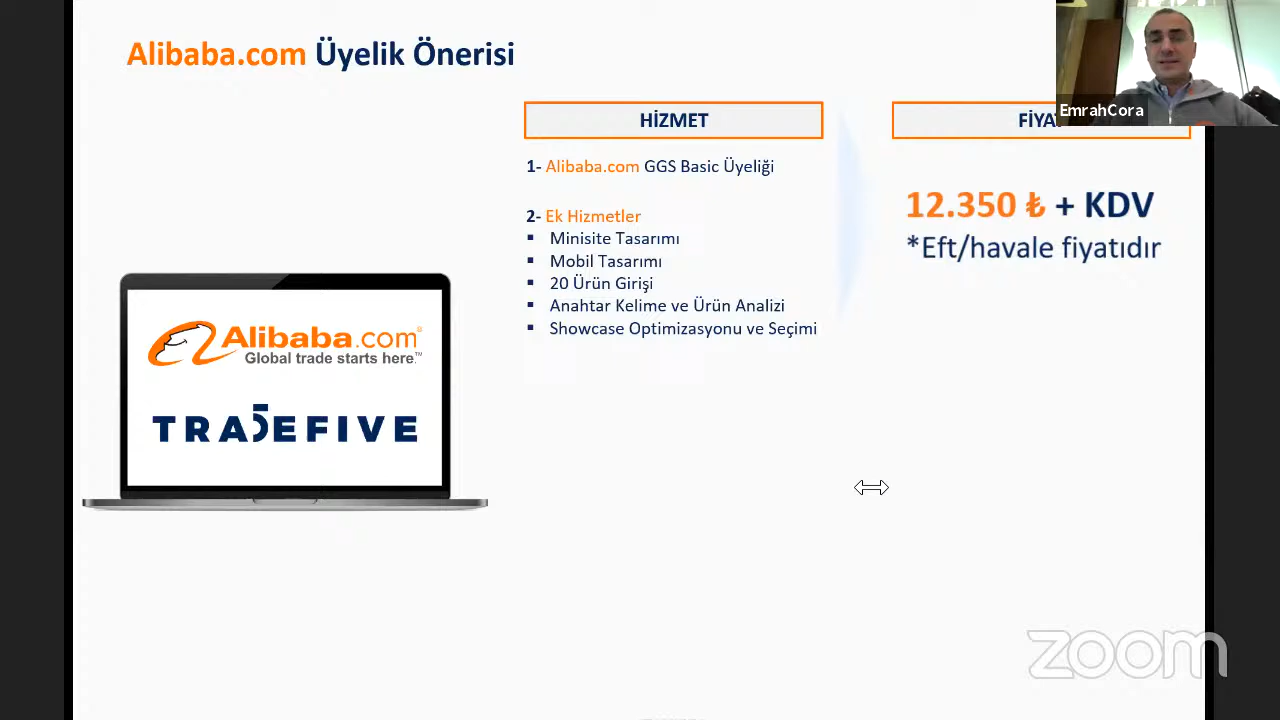 Alibaba.com Üyelik Önerisi
EmrahCora
HİZMET
1- Alibaba.com GGS Basic Üyeliği
2- Ek Hizmetler
▪ Minisite Tasarımı
▪ Mobil Tasarımı
▪ 20 Ürün Girişi
▪ Anahtar Kelime ve Ürün Analizi
▪ Showcase Optimizasyonu ve Seçimi
12.350 ₺ + KDV
*Eft/havale fiyatıdır
Alibaba.com®
Global trade starts here.™
TRADEFIVE
zoom